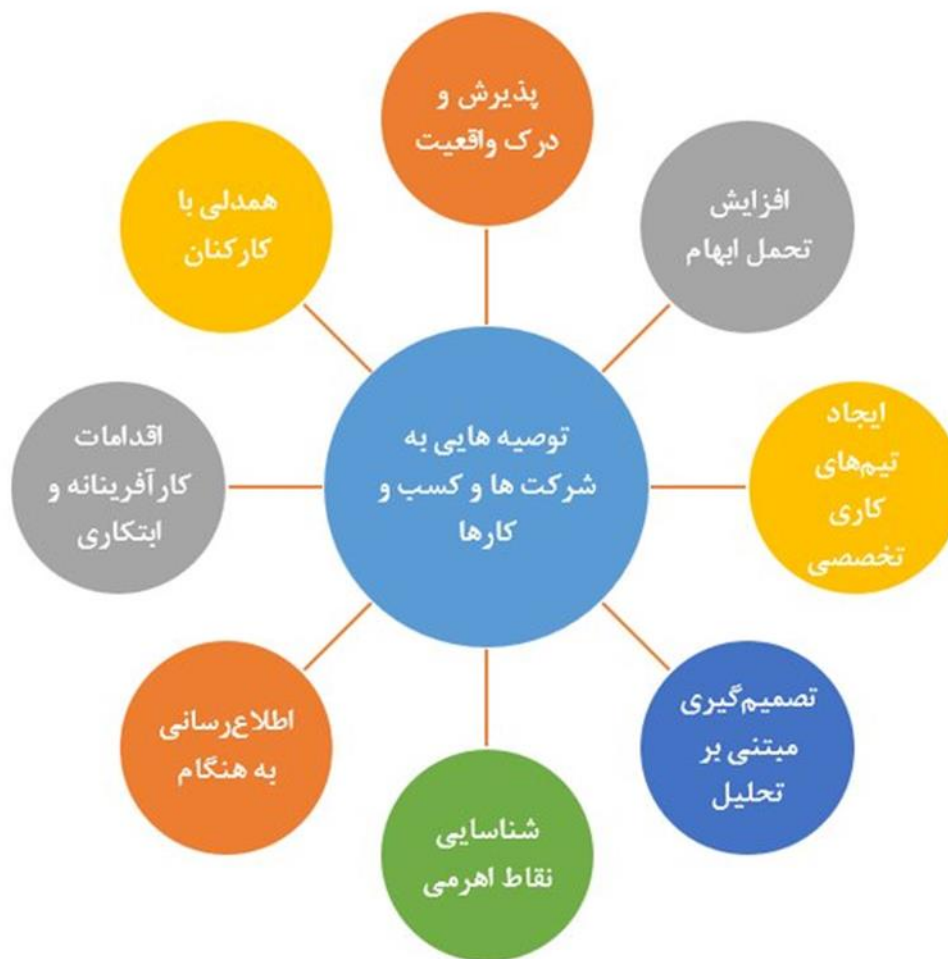 پذیرش و
درک واقعیت
افزایش
تحمل ابهام
ایجاد
تیم‌های
کاری
تخصصی
تصمیم‌گیری
مبتنی بر
تحلیل
شناسایی
نقاط اهرمی
اطلاع‌رسانی
به هنگام
اقدامات
کارآفرینانه و
ابتکاری
همدلی با
کارکنان
توصیه هایی به
شرکت ها و کسب و
کارها